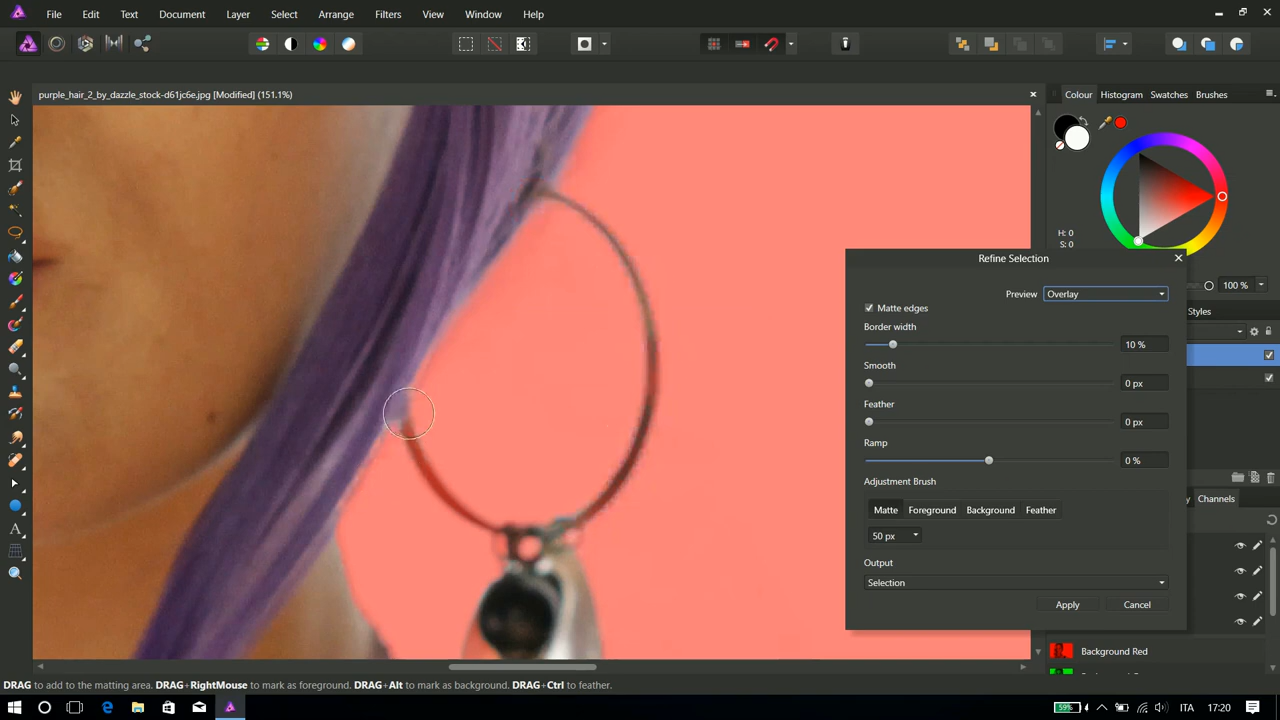 File Edit Text Document Layer Select Arrange Filters View Window Help
purple_hair_2_by_dazzle_stock-d61jc6e.jpg [Modified] (151.1%)
Colour Histogram Swatches Brushes
H: 0
S: 0
100 %
Styles
Refine Selection
Preview Overlay
Matte edges
Border width
10 %
Smooth
0 px
Feather
0 px
Ramp
0 %
Adjustment Brush
Matte Foreground Background Feather
50 px
Output
Selection
Apply Cancel
Channels
Background Red
DRAG to add to the matting area. DRAG+RightMouse to mark as foreground. DRAG+Alt to mark as background. DRAG+Ctrl to feather.
59% ITA 17:20